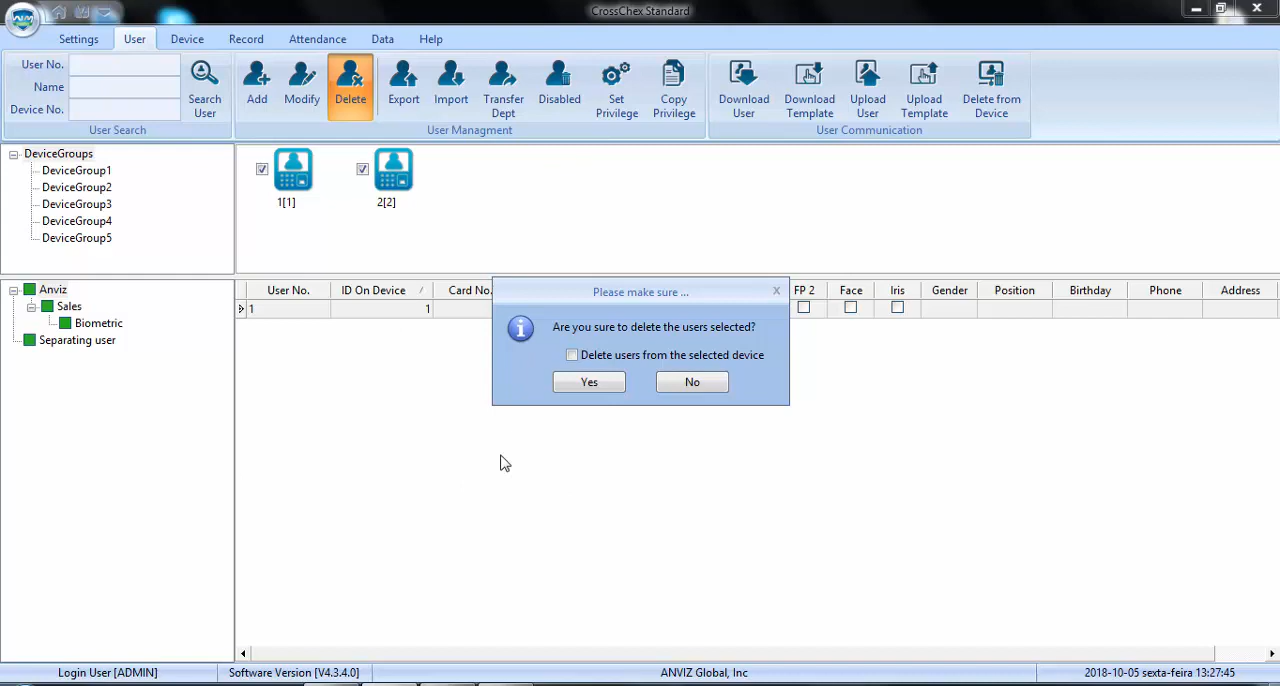 CrossChex Standard
Settings User Device Record Attendance Data Help
User No.
Name
Device No.
Search User
User Search
Add Modify Delete Export Import Transfer Dept Disabled Set Privilege Copy Privilege
User Managment
Download User Download Template Upload User Upload Template Delete from Device
User Communication
DeviceGroups
DeviceGroup1
DeviceGroup2
DeviceGroup3
DeviceGroup4
DeviceGroup5
1[1] 2[2]
Anviz
Sales
Biometric
Separating user
User No. ID On Device Card No. FP 2 Face Iris Gender Position Birthday Phone Address
1 1
Please make sure ... X
Are you sure to delete the users selected?
Delete users from the selected device
Yes No
Login User [ADMIN] Software Version [V4.3.4.0] ANVIZ Global, Inc 2018-10-05 sexta-feira 13:27:45